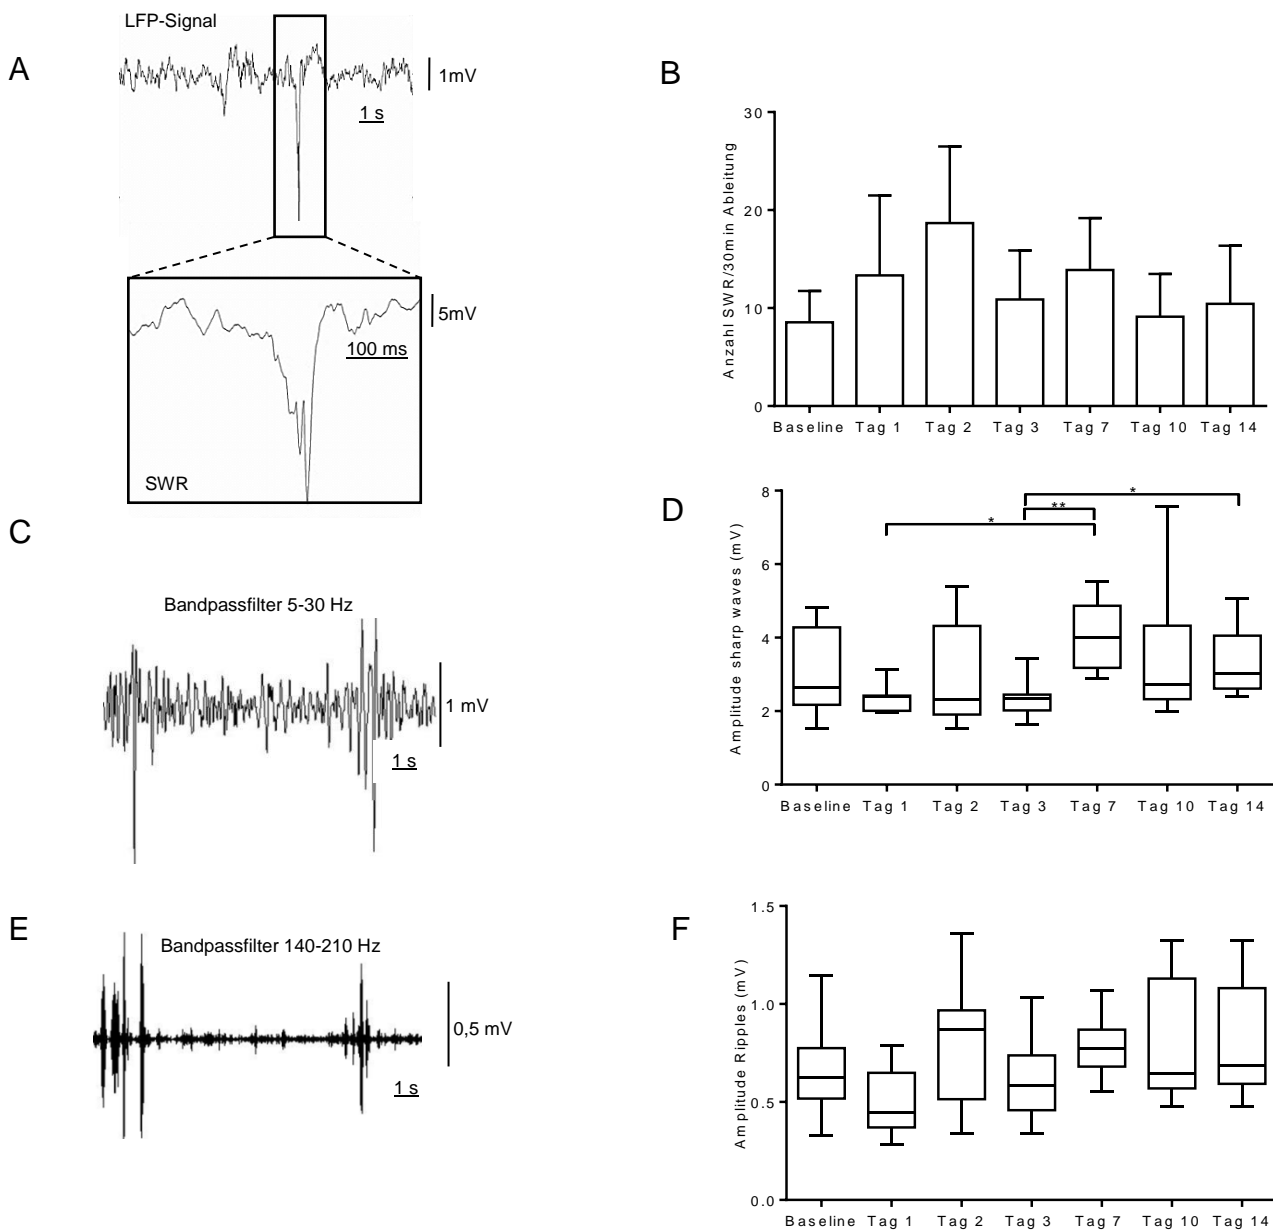 LFP-Signal
A
1mV
1 s
5mV
100 ms
SWR
B
Anzahl SWR/30min Ableitung
30
20
10
0
Baseline Tag 1 Tag 2 Tag 3 Tag 7 Tag 10 Tag 14
C
Bandpassfilter 5-30 Hz
1 mV
1 s
D
Amplitude sharp waves (mV)
8
6
4
2
0
* ** *
Baseline Tag 1 Tag 2 Tag 3 Tag 7 Tag 10 Tag 14
E
Bandpassfilter 140-210 Hz
0,5 mV
1 s
F
Amplitude Ripples (mV)
1.5
1.0
0.5
0.0
Baseline Tag 1 Tag 2 Tag 3 Tag 7 Tag 10 Tag 14